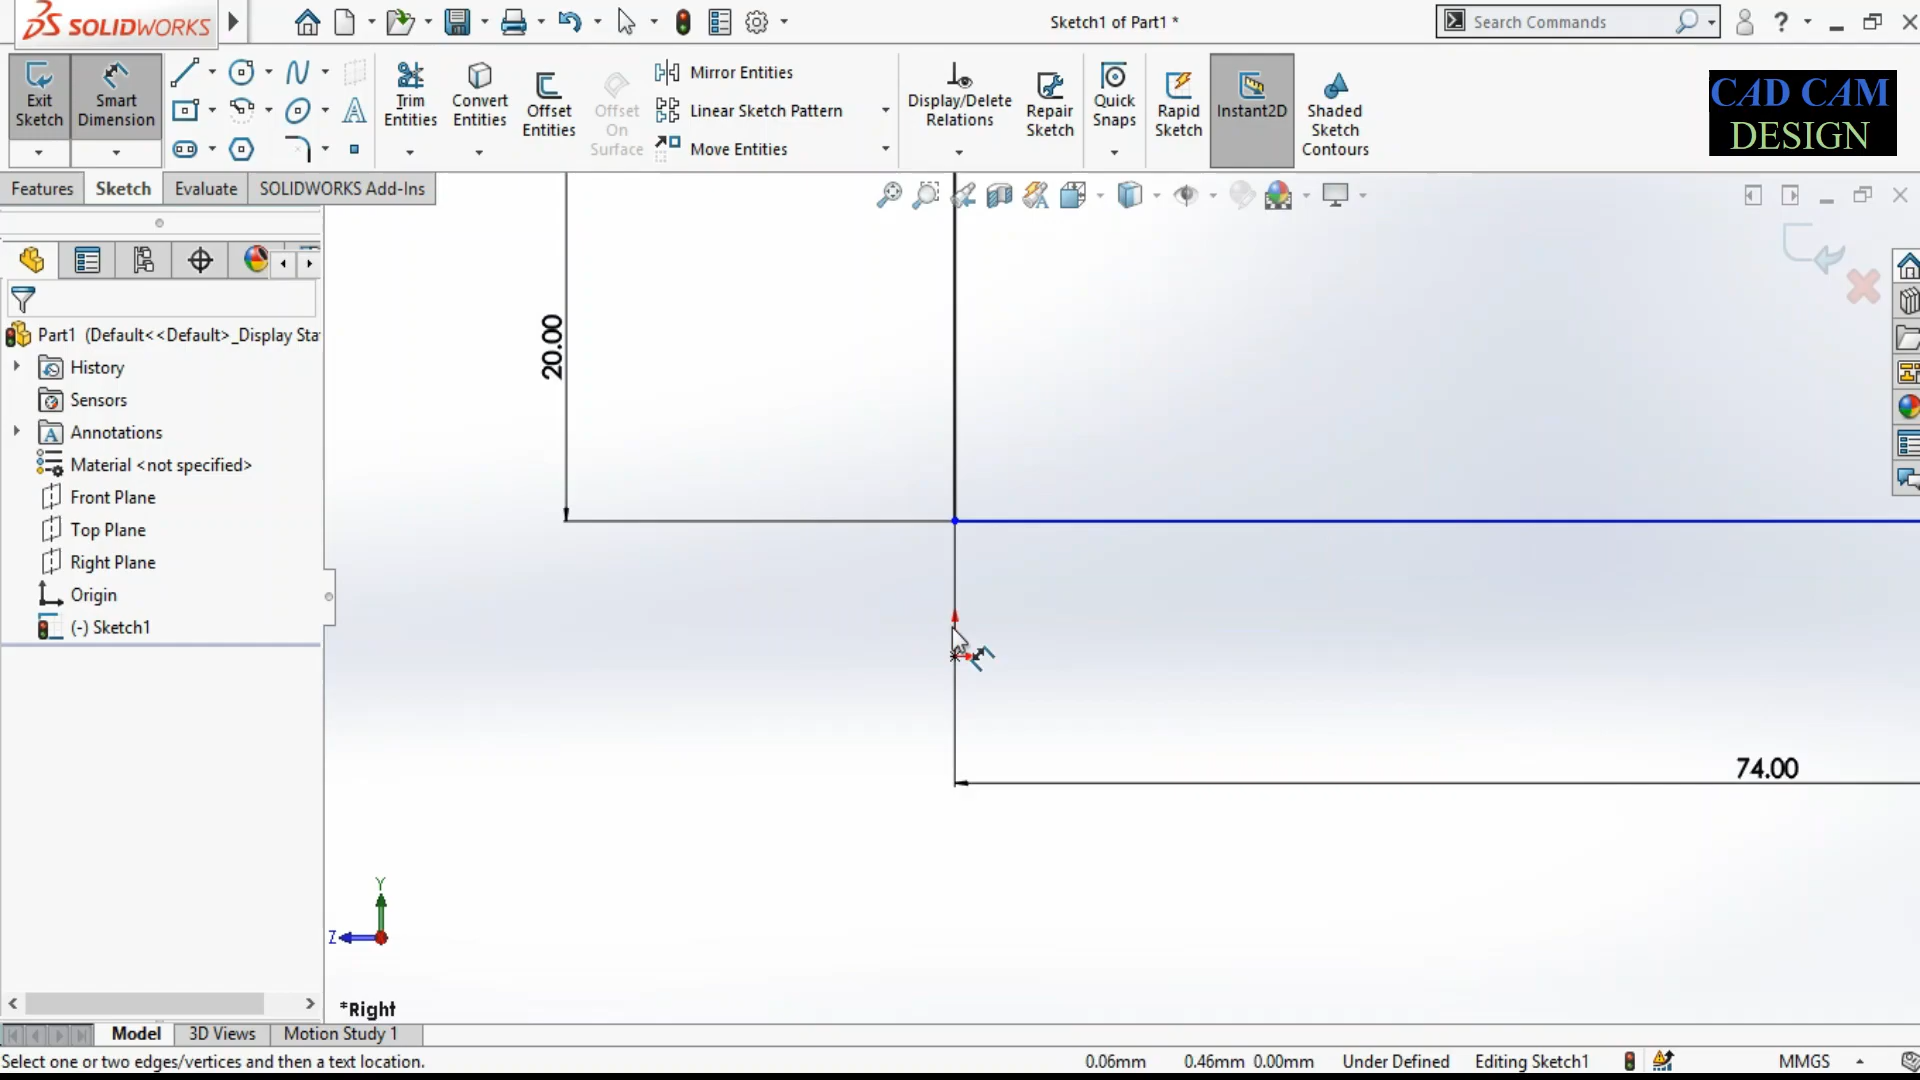 SOLIDWORKS
Sketch1 of Part1 *
Search Commands
Exit Sketch
Smart Dimension
Trim Entities
Convert Entities
Offset Entities
Offset On Surface
Mirror Entities
Linear Sketch Pattern
Move Entities
Display/Delete Relations
Repair Sketch
Quick Snaps
Rapid Sketch
Instant2D
Shaded Sketch Contours
CAD CAM
DESIGN
Features
Sketch
Evaluate
SOLIDWORKS Add-Ins
Part1 (Default<<Default>_Display Sta
History
Sensors
Annotations
Material <not specified>
Front Plane
Top Plane
Right Plane
Origin
(-) Sketch1
20.00
74.00
Y
Z
*Right
Model
3D Views
Motion Study 1
Select one or two edges/vertices and then a text location.
0.06mm
0.46mm
0.00mm
Under Defined
Editing Sketch1
MMGS